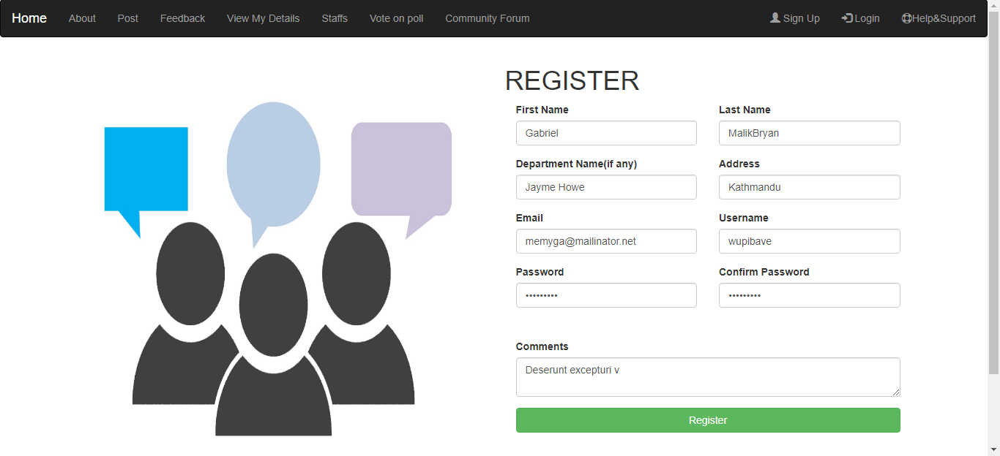 Home About Post Feedback View My Details Staffs Vote on poll Community Forum Sign Up Login Help&Support
REGISTER
First Name Last Name
Gabriel MalikBryan
Department Name(if any) Address
Jayme Howe Kathmandu
Email Username
memyga@mailinator.net wupibave
Password Confirm Password
••••••••• •••••••••
Comments
Deserunt excepturi v
Register